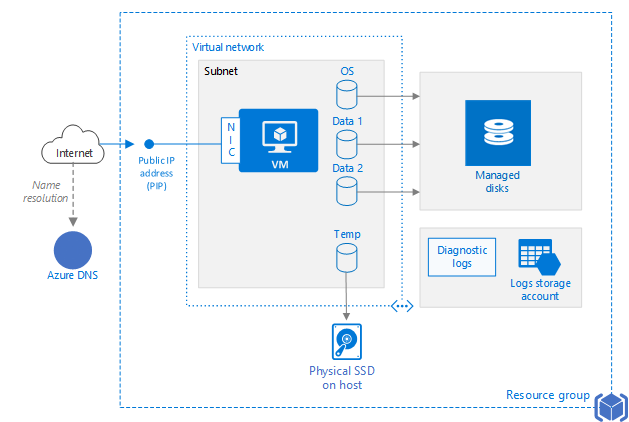 Virtual network
Subnet
OS
Data 1
Data 2
Temp
N
I
C
VM
Internet
Public IP
address
(PIP)
Name
resolution
Azure DNS
Managed
disks
Diagnostic
logs
Logs storage
account
Physical SSD
on host
Resource group